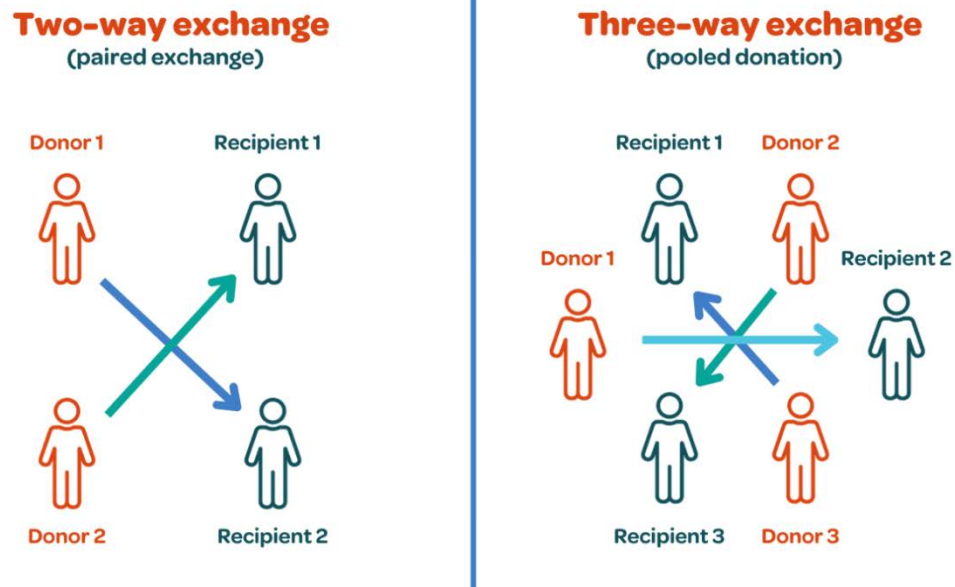 Two-way exchange
(paired exchange)
Donor 1
Recipient 1
Donor 2
Recipient 2
Three-way exchange
(pooled donation)
Recipient 1
Donor 2
Donor 1
Recipient 2
Recipient 3
Donor 3